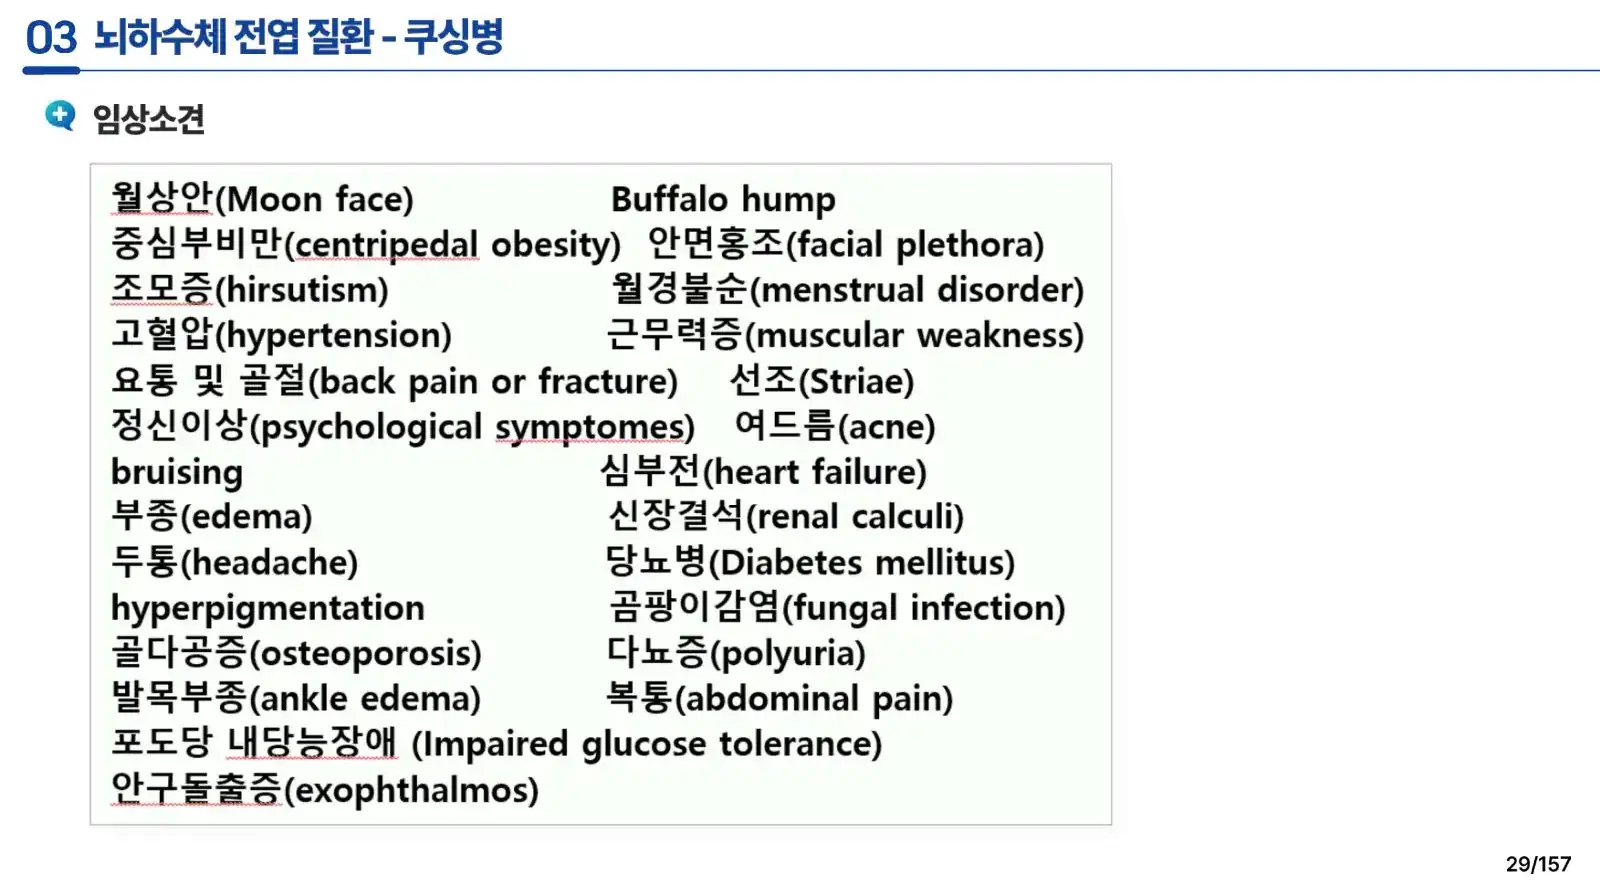 03 뇌하수체 전엽 질환 - 쿠싱병
임상소견
월상안(Moon face) Buffalo hump
중심부비만(centripedal obesity) 안면홍조(facial plethora)
조모증(hirsutism) 월경불순(menstrual disorder)
고혈압(hypertension) 근무력증(muscular weakness)
요통 및 골절(back pain or fracture) 선조(Striae)
정신이상(psychological symptomes) 여드름(acne)
bruising 심부전(heart failure)
부종(edema) 신장결석(renal calculi)
두통(headache) 당뇨병(Diabetes mellitus)
hyperpigmentation 곰팡이감염(fungal infection)
골다공증(osteoporosis) 다뇨증(polyuria)
발목부종(ankle edema) 복통(abdominal pain)
포도당 내당능장애 (Impaired glucose tolerance)
안구돌출증(exophthalmos)
29/157